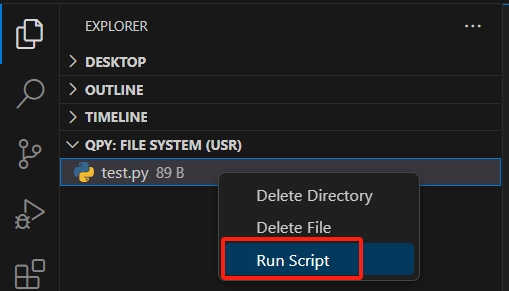 EXPLORER
DESKTOP
OUTLINE
TIMELINE
QPY: FILE SYSTEM (USR)
test.py 89 B
Delete Directory
Delete File
Run Script